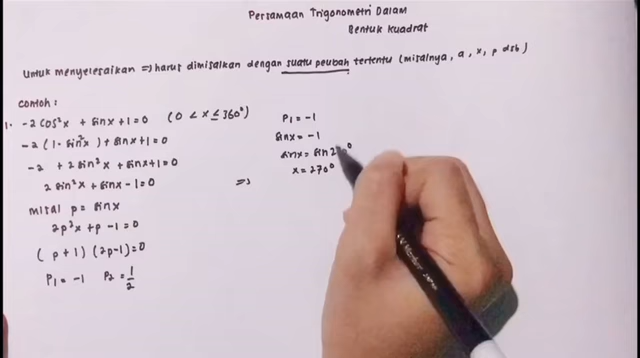 Persamaan Trigonometri Dalam
Bentuk Kuadrat
Untuk menyelesaikan => harus dimisalkan dengan suatu peubah tertentu (misalnya, a, x, p dsb)
Contoh:
1. -2 cos²x + sin x + 1 = 0 (0 < x ≤ 360°)
-2 (1 - sin²x) + sin x + 1 = 0
-2 + 2 sin²x + sin x + 1 = 0
2 sin²x + sin x - 1 = 0
misal p = sin x
2p²x + p - 1 = 0
(p + 1) (2p - 1) = 0
P₁ = -1 P₂ = 1/2
=>
P₁ = -1
sin x = -1
sin x = sin
x = 270°